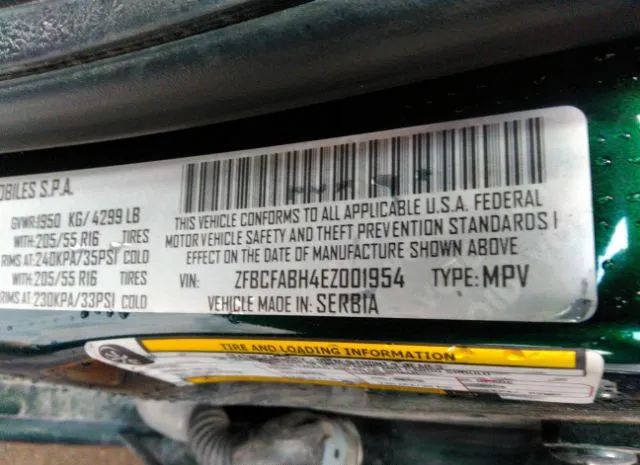 OBILES S.P.A.
GVWR:1950 KG/ 4299 LB
WITH:205/55 R16 TIRES
RIMS AT:240KPA/35PSI COLD
WITH:205/55 R16 TIRES
RIMS AT:230KPA/33PSI COLD
THIS VEHICLE CONFORMS TO ALL APPLICABLE U.S.A. FEDERAL
MOTOR VEHICLE SAFETY AND THEFT PREVENTION STANDARDS I
EFFECT ON THE DATE OF MANUFACTURE SHOWN ABOVE.
VIN: ZFBCFABH4EZ001954 TYPE: MPV
VEHICLE MADE IN SERBIA
TIRE AND LOADING INFORMATION